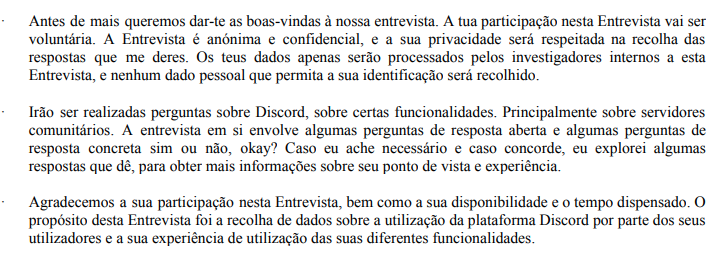 · Antes de mais queremos dar-te as boas-vindas à nossa entrevista. A tua participação nesta Entrevista vai ser
voluntária. A Entrevista é anónima e confidencial, e a sua privacidade será respeitada na recolha das
respostas que me deres. Os teus dados apenas serão processados pelos investigadores internos a esta
Entrevista, e nenhum dado pessoal que permita a sua identificação será recolhido.
· Irão ser realizadas perguntas sobre Discord, sobre certas funcionalidades. Principalmente sobre servidores
comunitários. A entrevista em si envolve algumas perguntas de resposta aberta e algumas perguntas de
resposta concreta sim ou não, okay? Caso eu ache necessário e caso concorde, eu explorei algumas
respostas que dê, para obter mais informações sobre seu ponto de vista e experiência.
· Agradecemos a sua participação nesta Entrevista, bem como a sua disponibilidade e o tempo dispensado. O
propósito desta Entrevista foi a recolha de dados sobre a utilização da plataforma Discord por parte dos seus
utilizadores e a sua experiência de utilização das suas diferentes funcionalidades.